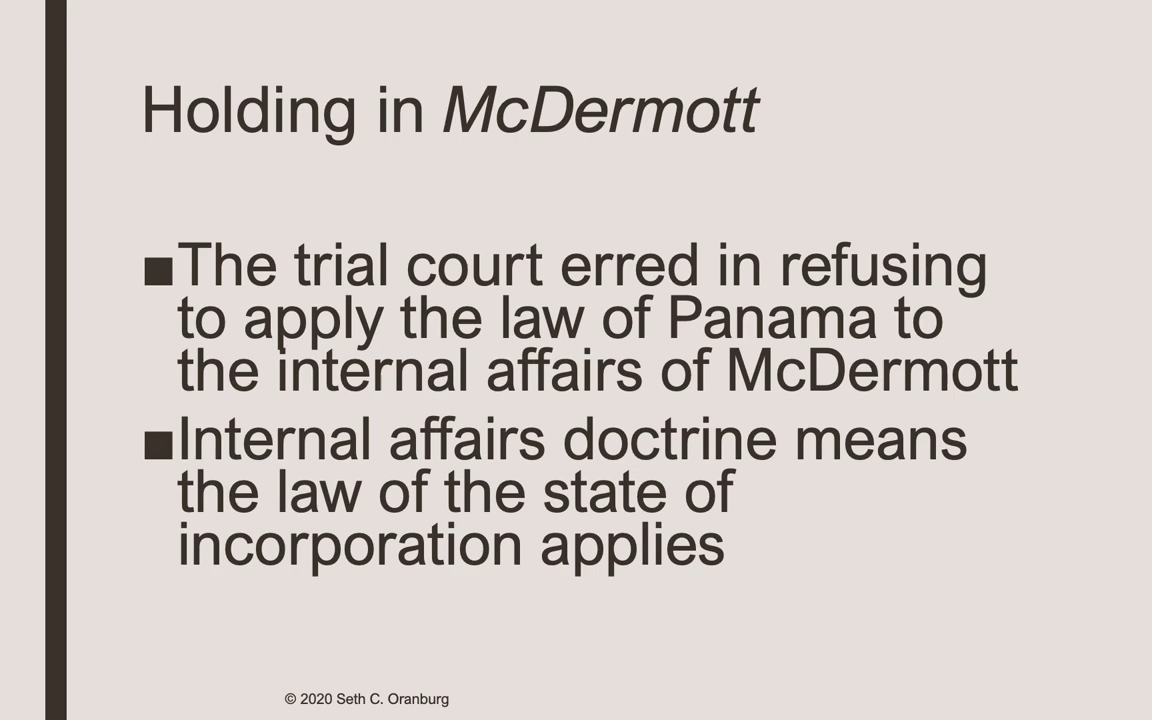 Holding in McDermott
■The trial court erred in refusing
to apply the law of Panama to
the internal affairs of McDermott
■Internal affairs doctrine means
the law of the state of
incorporation applies
© 2020 Seth C. Oranburg